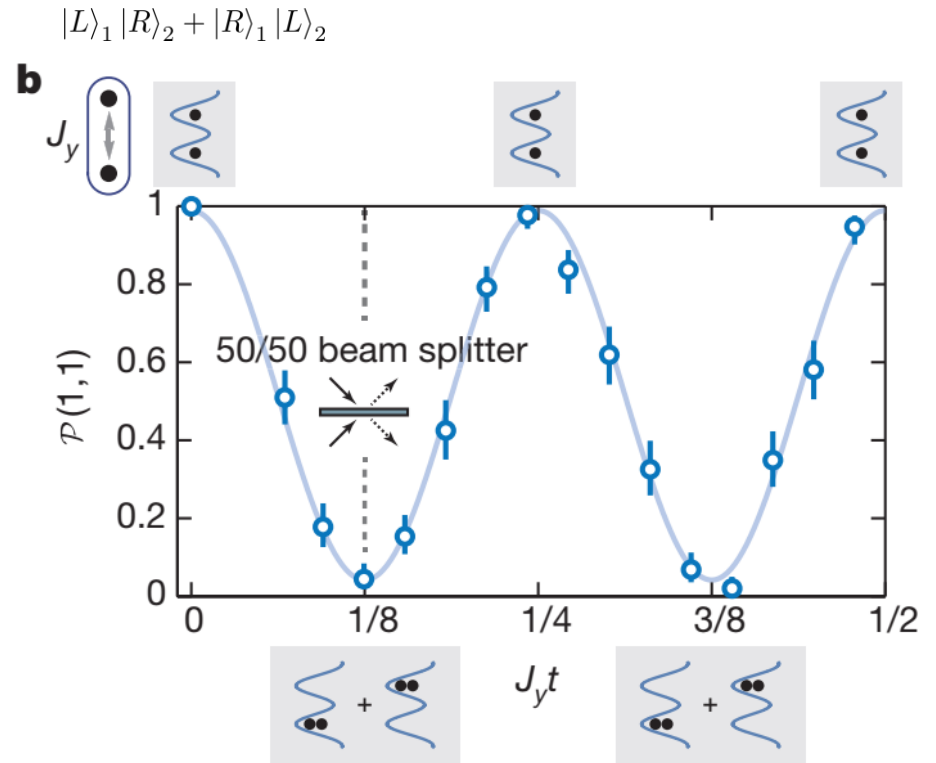 |L⟩₁ |R⟩₂ + |R⟩₁ |L⟩₂
b
J_y
1
0.8
0.6
0.4
0.2
0
𝒫(1,1)
50/50 beam splitter
0 1/8 1/4 3/8 1/2
+ J_y t +